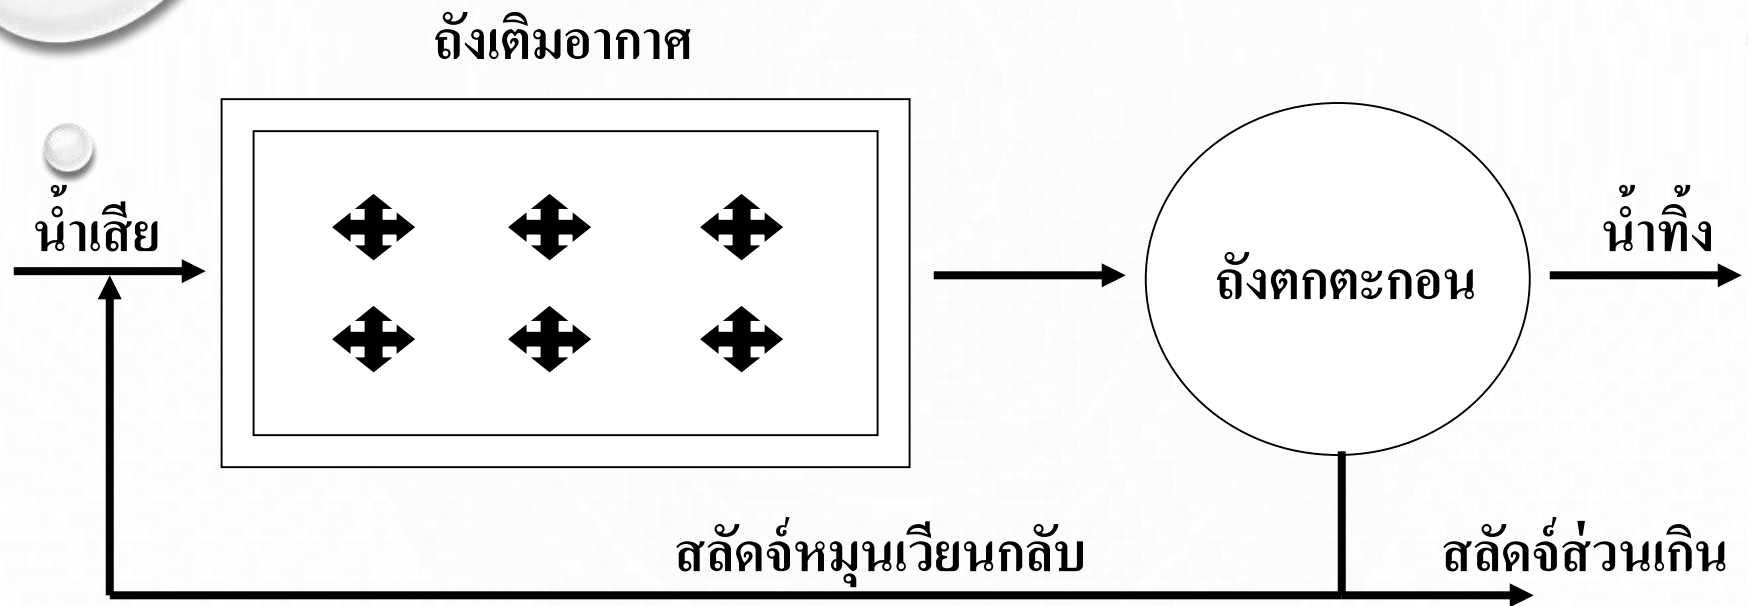 ถังเติมอากาศ
น้ำเสีย
น้ำทิ้ง
ถังตกตะกอน
สลัดจ์หมุนเวียนกลับ
สลัดจ์ส่วนเกิน